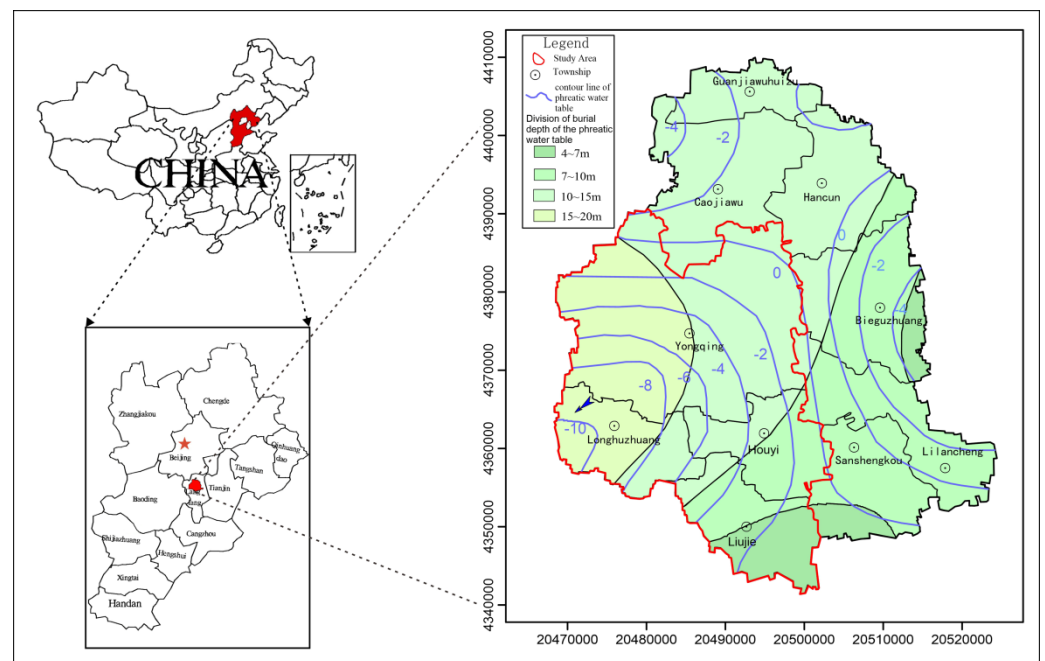 CHINA
Zhangjiakou
Chengde
Beijing
Qinhuang
dao
Tangshan
Tianjin
Lang
fang
Baoding
Cangzhou
Shijiazhuang
Hengshui
Xingtai
Handan
Legend
Study Area
Township
contour line of
phreatic water
table
Division of burial
depth of the phreatic
water table
4~7m
7~10m
10~15m
15~20m
Guanjiawuhuizu
-4
-2
Caojiawu
Hancun
0
-2
0
-4
Bieguzhuang
Yongqing
-2
-4
-6
-8
-10
Longhuzhuang
Houyi
Sanshengkou
Lilancheng
Liujie
4410000
4400000
4390000
4380000
4370000
4360000
4350000
4340000
20470000
20480000
20490000
20500000
20510000
20520000